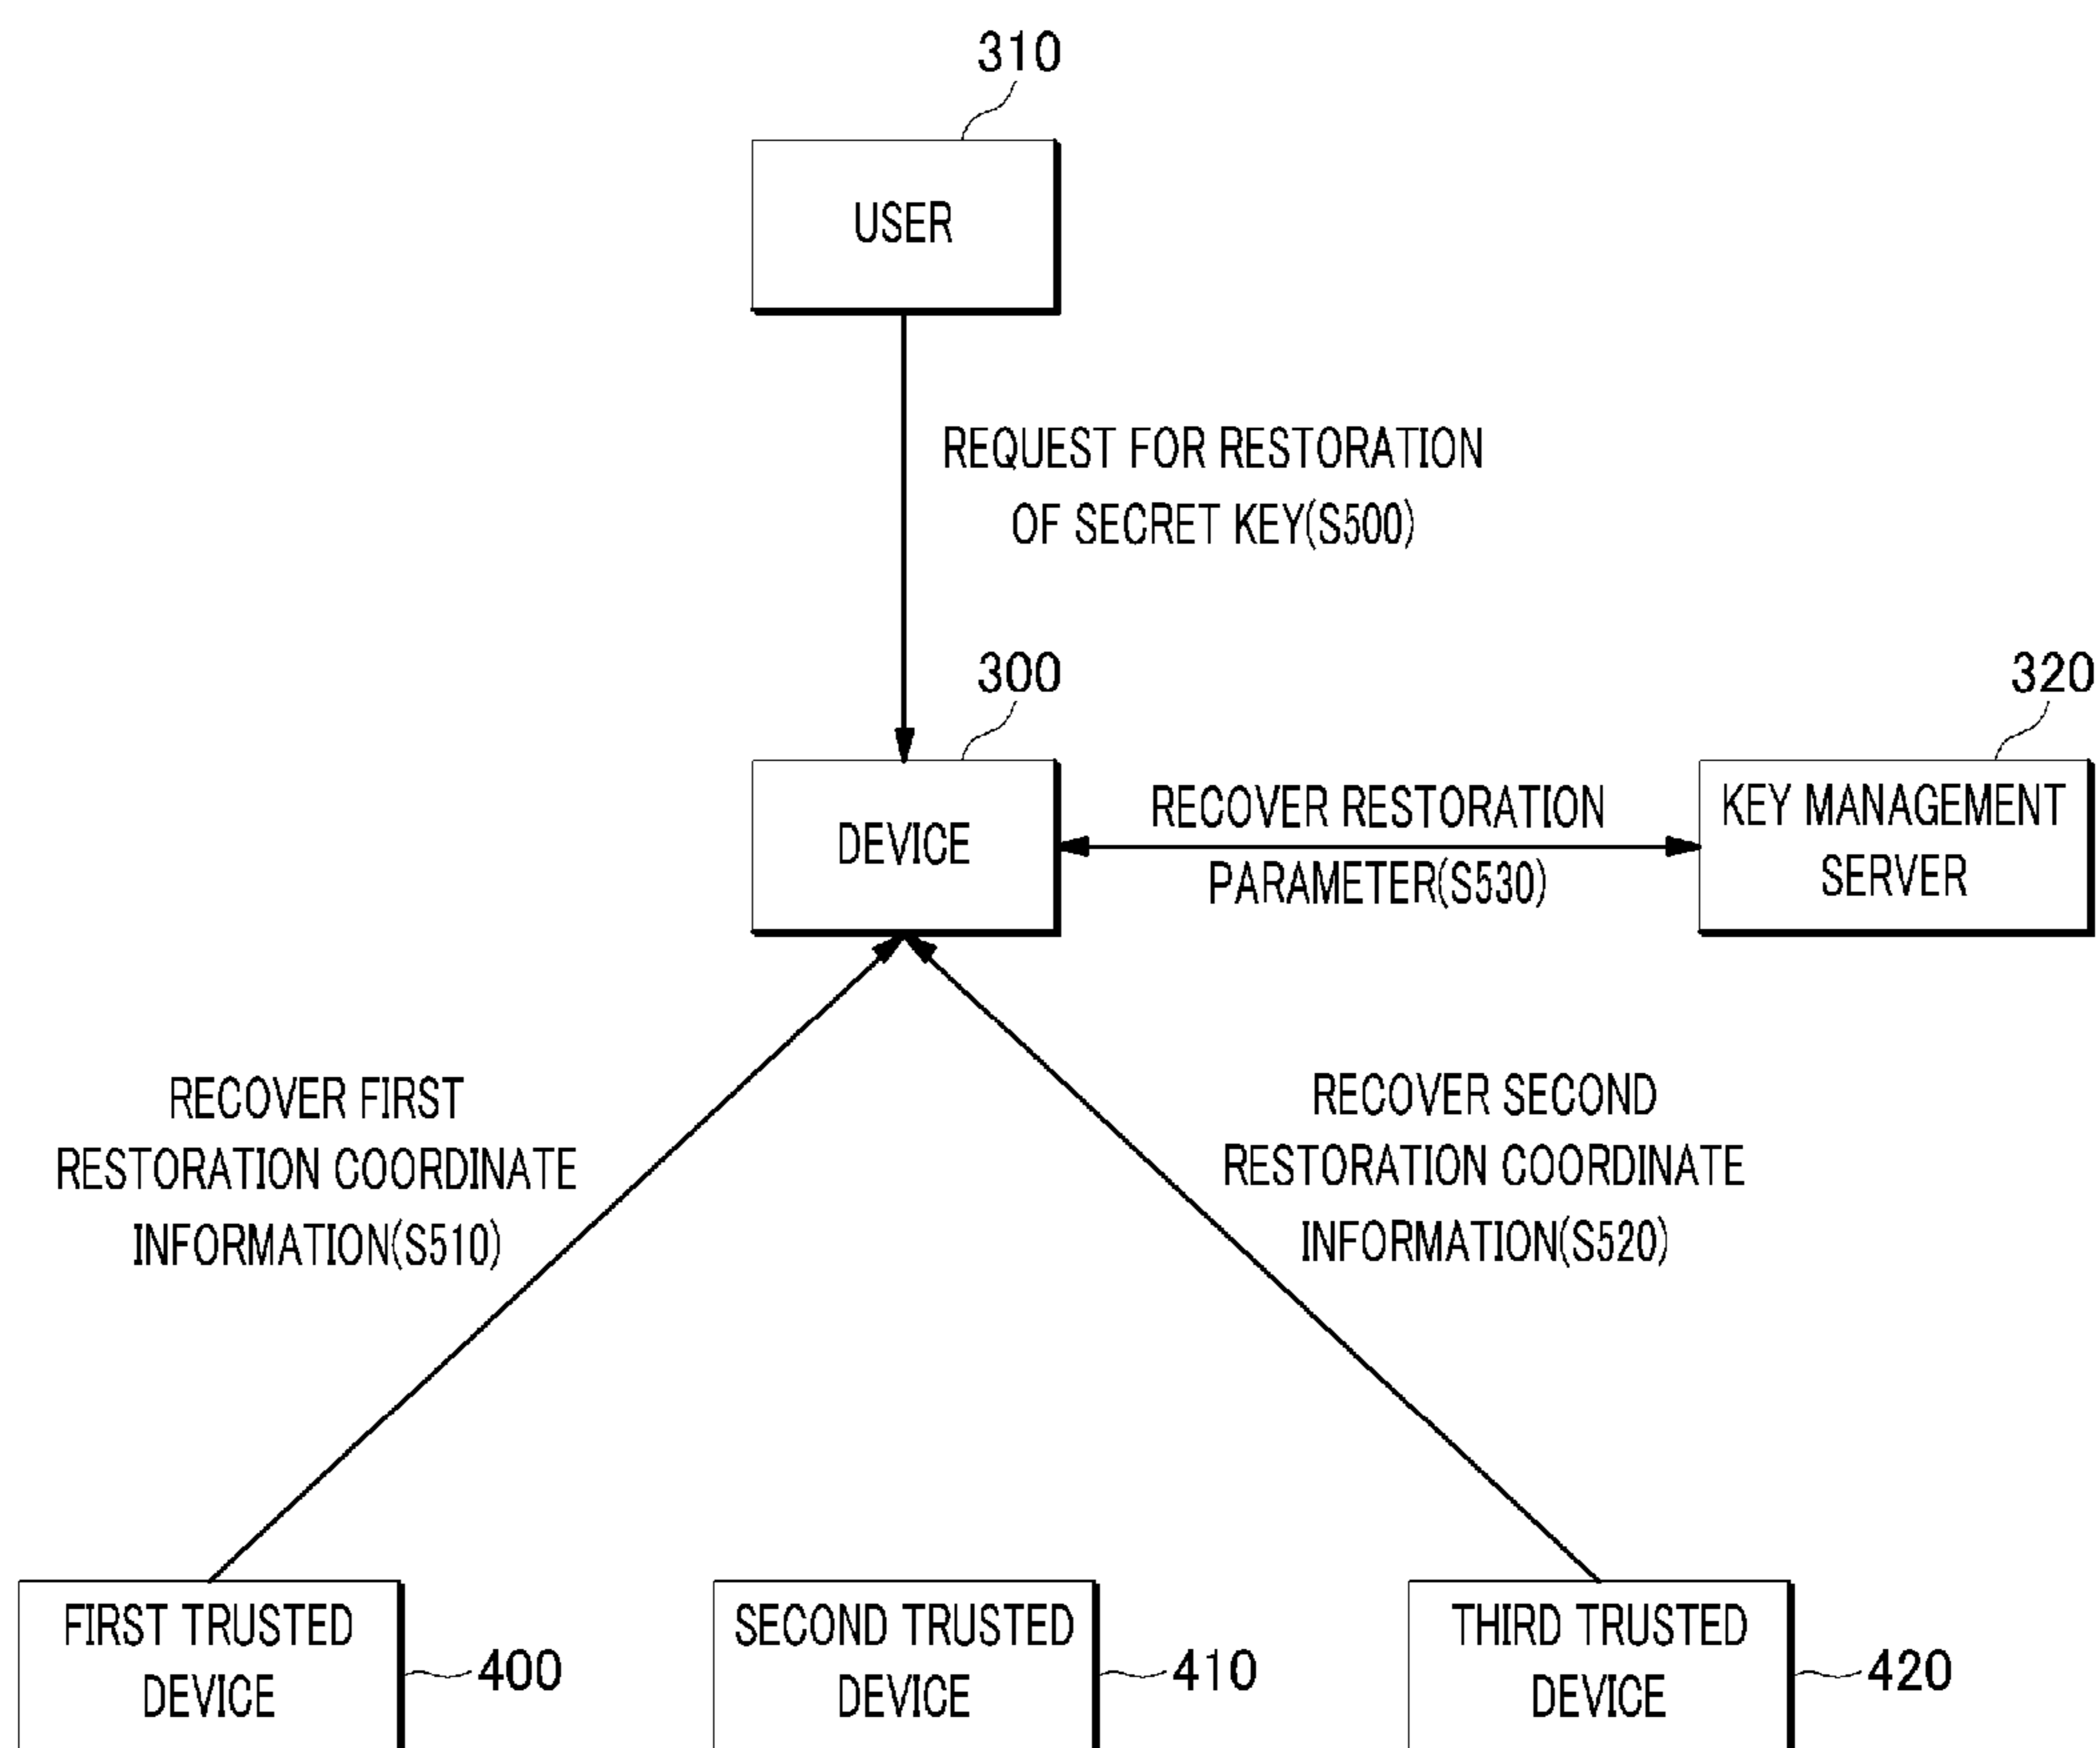 310
USER
REQUEST FOR RESTORATION
OF SECRET KEY(S500)
300
320
DEVICE
RECOVER RESTORATION
PARAMETER(S530)
KEY MANAGEMENT
SERVER
RECOVER FIRST
RESTORATION COORDINATE
INFORMATION(S510)
RECOVER SECOND
RESTORATION COORDINATE
INFORMATION(S520)
FIRST TRUSTED
DEVICE
400
SECOND TRUSTED
DEVICE
410
THIRD TRUSTED
DEVICE
420